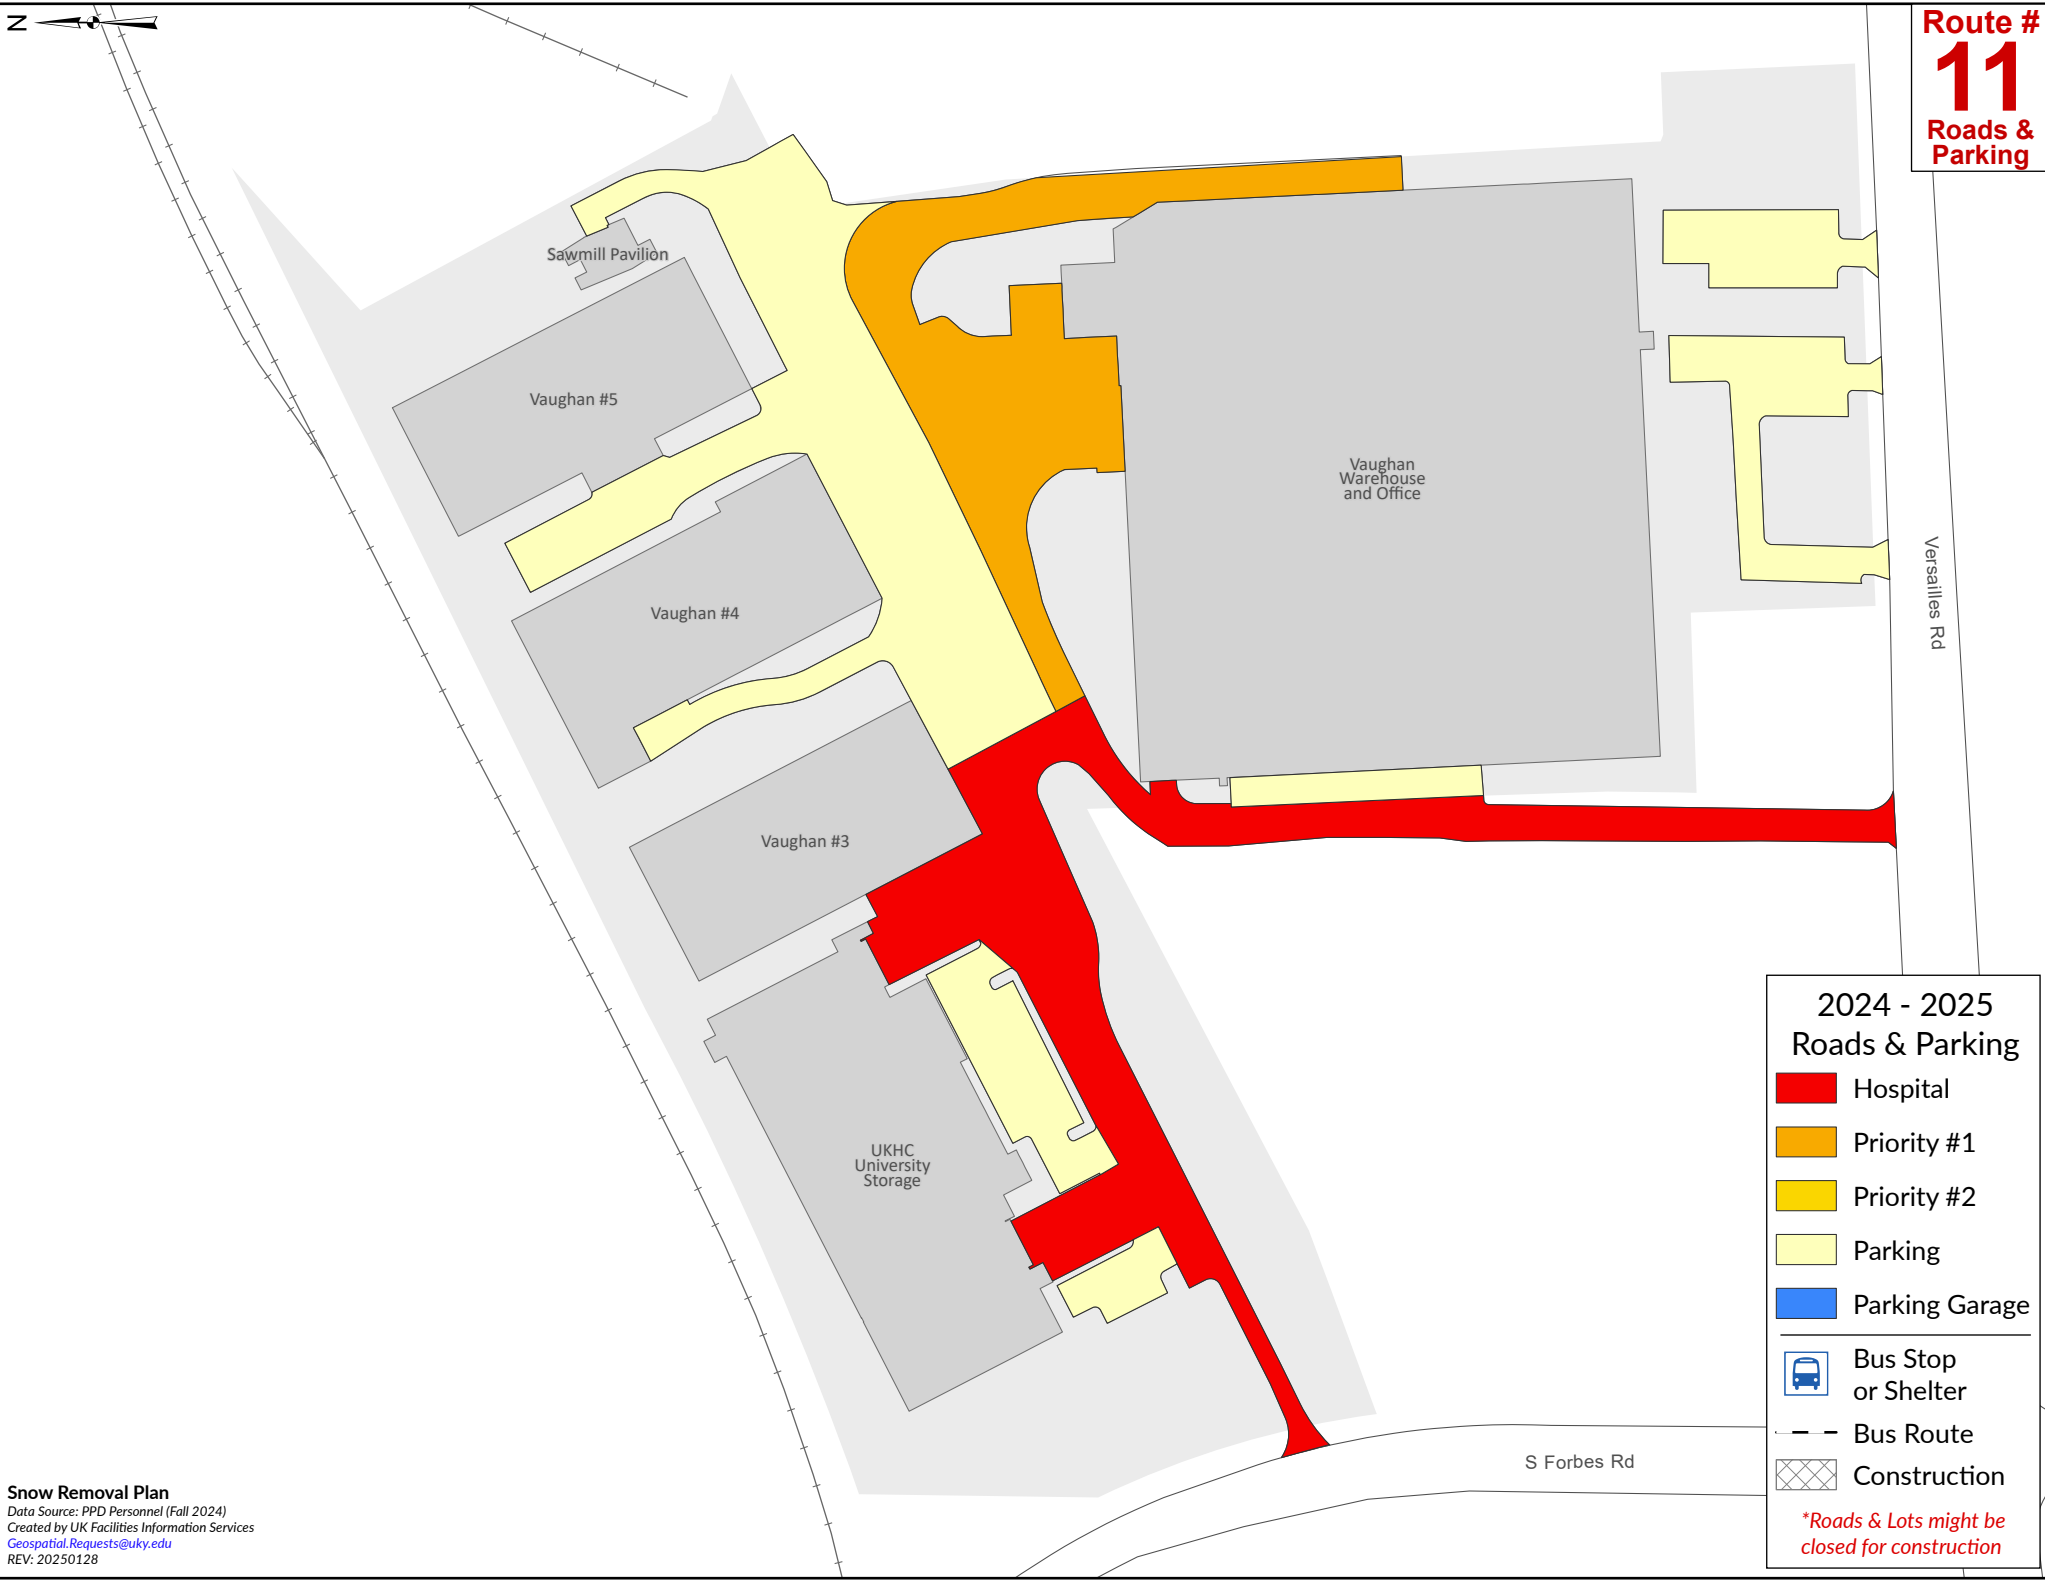 N
Route #
11
Roads &
Parking
Sawmill Pavilion
Vaughan #5
Vaughan
Warehouse
and Office
Vaughan #4
Versailles Rd
Vaughan #3
UKHC
University
Storage
S Forbes Rd
2024 - 2025
Roads & Parking
Hospital
Priority #1
Priority #2
Parking
Parking Garage
Bus Stop
or Shelter
Bus Route
Construction
*Roads & Lots might be
closed for construction
Snow Removal Plan
Data Source: PPD Personnel (Fall 2024)
Created by UK Facilities Information Services
Geospatial.Requests@uky.edu
REV: 20250128